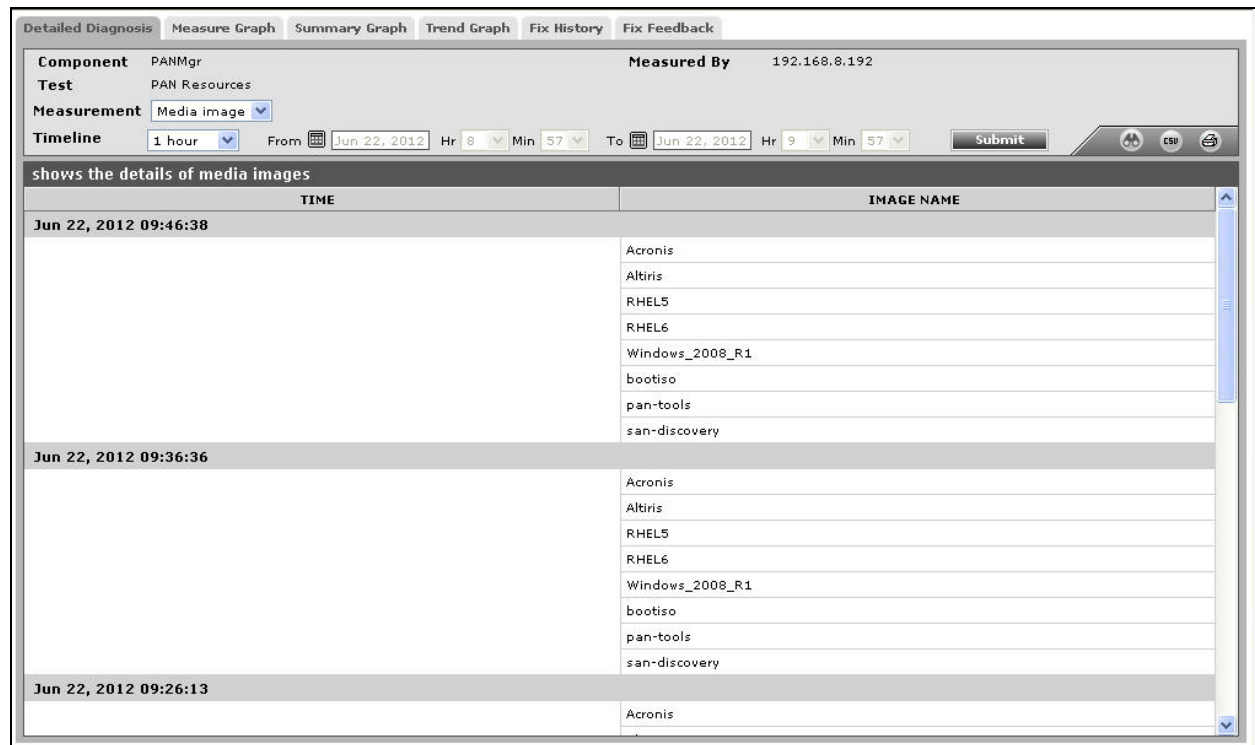 Detailed Diagnosis Measure Graph Summary Graph Trend Graph Fix History Fix Feedback
Component PANMgr Measured By 192.168.8.192
Test PAN Resources
Measurement Media image
Timeline 1 hour From Jun 22, 2012 Hr 8 Min 57 To Jun 22, 2012 Hr 9 Min 57 Submit CSV
shows the details of media images
TIME IMAGE NAME
Jun 22, 2012 09:46:38
Acronis
Altiris
RHEL5
RHEL6
Windows_2008_R1
bootiso
pan-tools
san-discovery
Jun 22, 2012 09:36:36
Acronis
Altiris
RHEL5
RHEL6
Windows_2008_R1
bootiso
pan-tools
san-discovery
Jun 22, 2012 09:26:13
Acronis